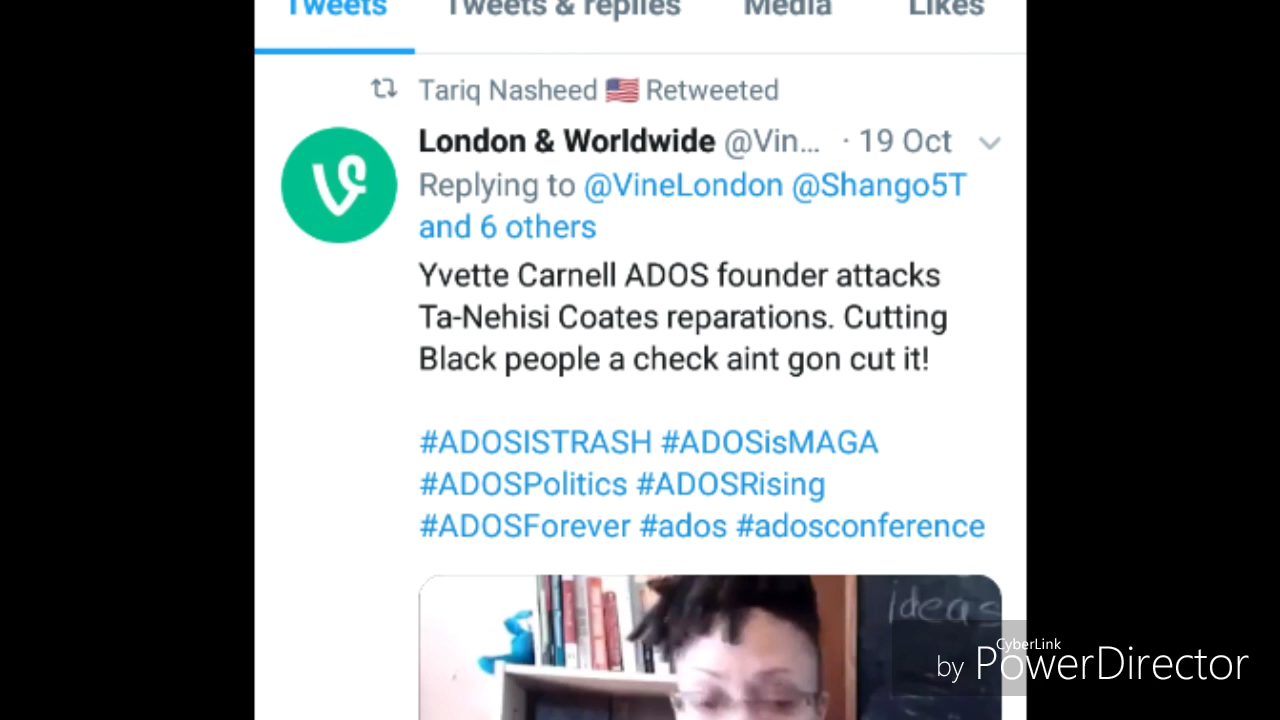 Tweets Tweets & replies Media Likes
Tariq Nasheed 🇺🇸 Retweeted
London & Worldwide @Vin... · 19 Oct
Replying to @VineLondon @Shango5T
and 6 others
Yvette Carnell ADOS founder attacks
Ta-Nehisi Coates reparations. Cutting
Black people a check aint gon cut it!
#ADOSISTRASH #ADOSisMAGA
#ADOSPolitics #ADOSRising
#ADOSForever #ados #adosconference
ideas
CyberLink
by PowerDirector